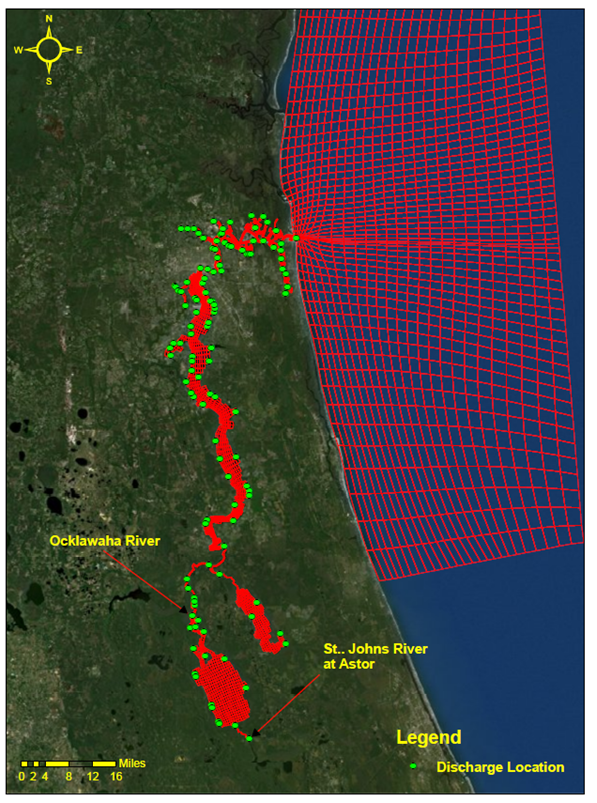 N
W E
S
Ocklawaha River
St.. Johns River
at Astor
Legend
Discharge Location
Miles
0 2 4 8 12 16